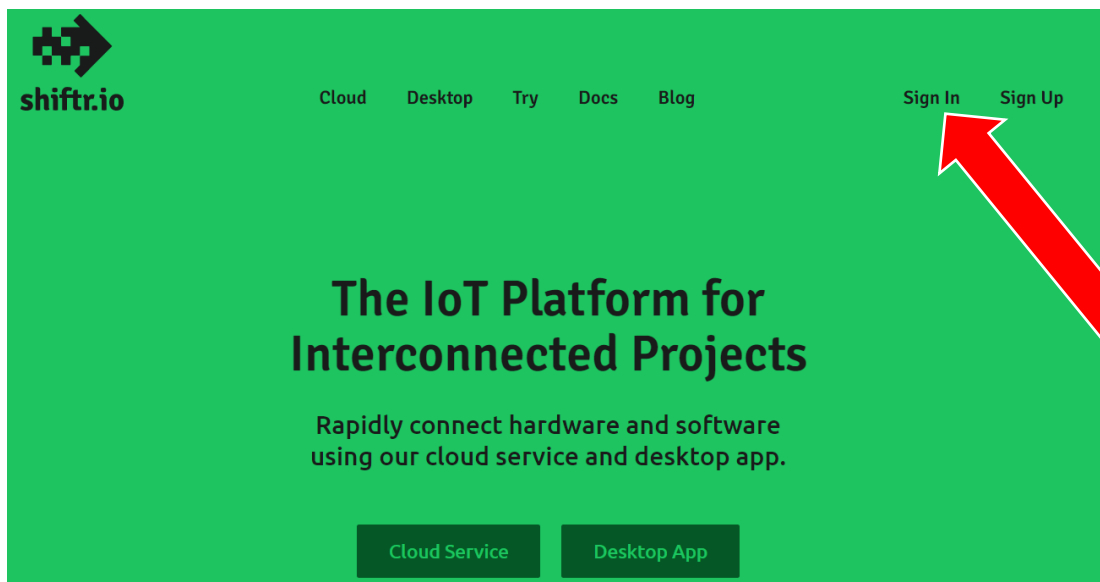 shiftr.io
Cloud Desktop Try Docs Blog Sign In Sign Up
The IoT Platform for
Interconnected Projects
Rapidly connect hardware and software
using our cloud service and desktop app.
Cloud Service Desktop App